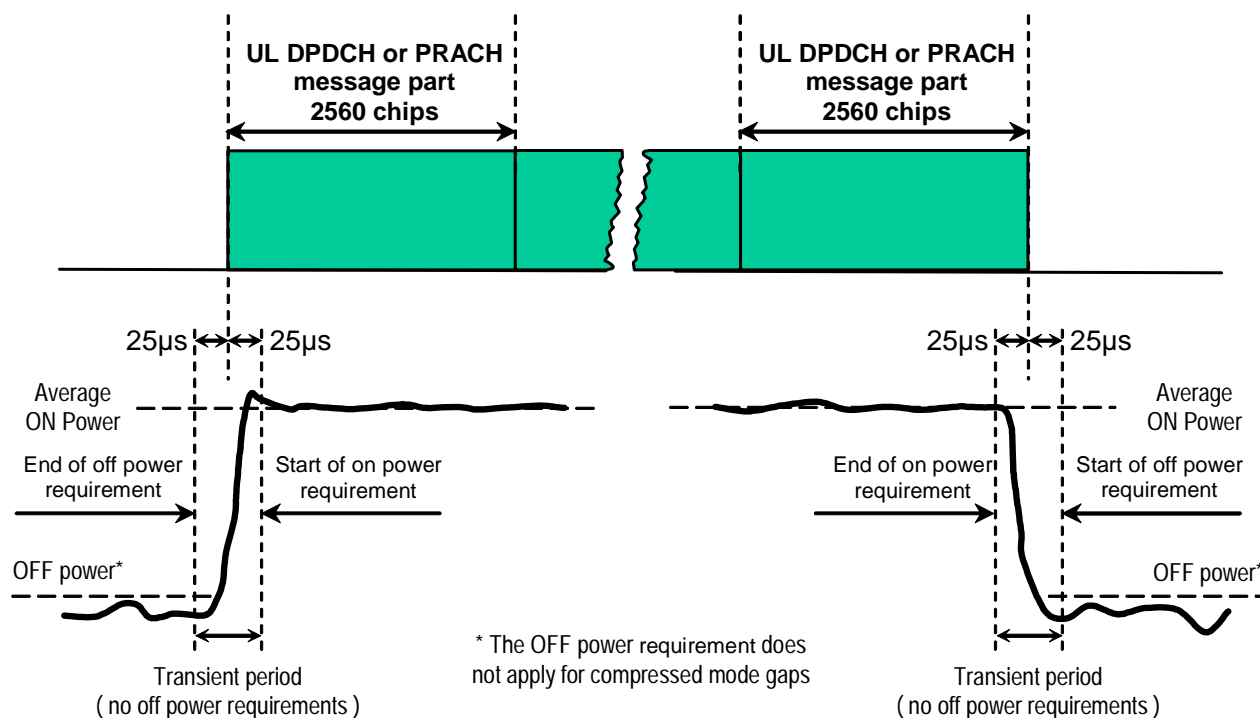 UL DPDCH or PRACH
message part
2560 chips
UL DPDCH or PRACH
message part
2560 chips
25µs
25µs
25µs
25µs
Average
ON Power
Average
ON Power
End of off power
requirement
Start of on power
requirement
End of on power
requirement
Start of off power
requirement
OFF power*
OFF power*
* The OFF power requirement does
not apply for compressed mode gaps
Transient period
( no off power requirements )
Transient period
( no off power requirements )